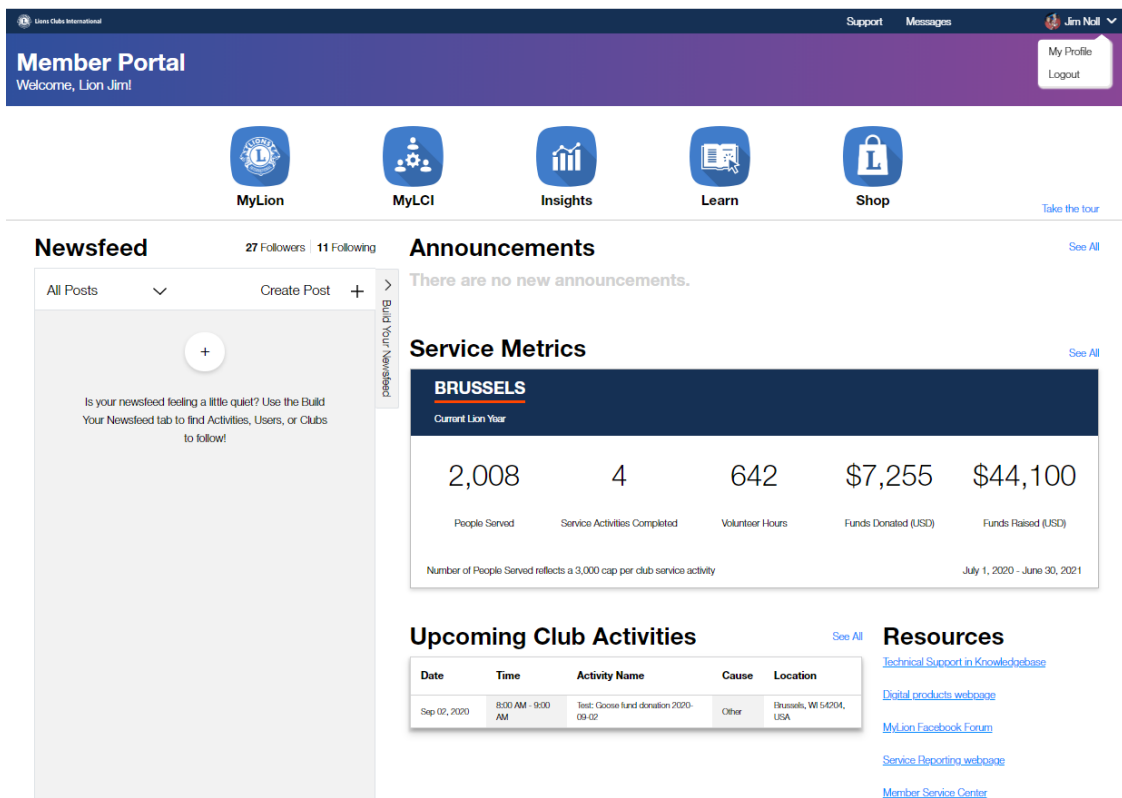 Lions Clubs International
Support Messages Jim Noll
My Profile
Logout
Member Portal
Welcome, Lion Jim!
LIONS
L
INTERNATIONAL
L
MyLion MyLCI Insights Learn Shop
Take the tour
Newsfeed 27 Followers | 11 Following
All Posts Create Post +
Build Your Newsfeed
+
Is your newsfeed feeling a little quiet? Use the Build
Your Newsfeed tab to find Activities, Users, or Clubs
to follow!
Announcements See All
There are no new announcements.
Service Metrics See All
BRUSSELS
Current Lion Year
2,008 4 642 $7,255 $44,100
People Served Service Activities Completed Volunteer Hours Funds Donated (USD) Funds Raised (USD)
Number of People Served reflects a 3,000 cap per club service activity July 1, 2020 - June 30, 2021
Upcoming Club Activities See All
Date Time Activity Name Cause Location
Sep 02, 2020 8:00 AM - 9:00 Test: Goose fund donation 2020- Other Brussels, WI 54204,
AM 09-02 USA
Resources
Technical Support in Knowledgebase
Digital products webpage
MyLion Facebook Forum
Service Reporting webpage
Member Service Center